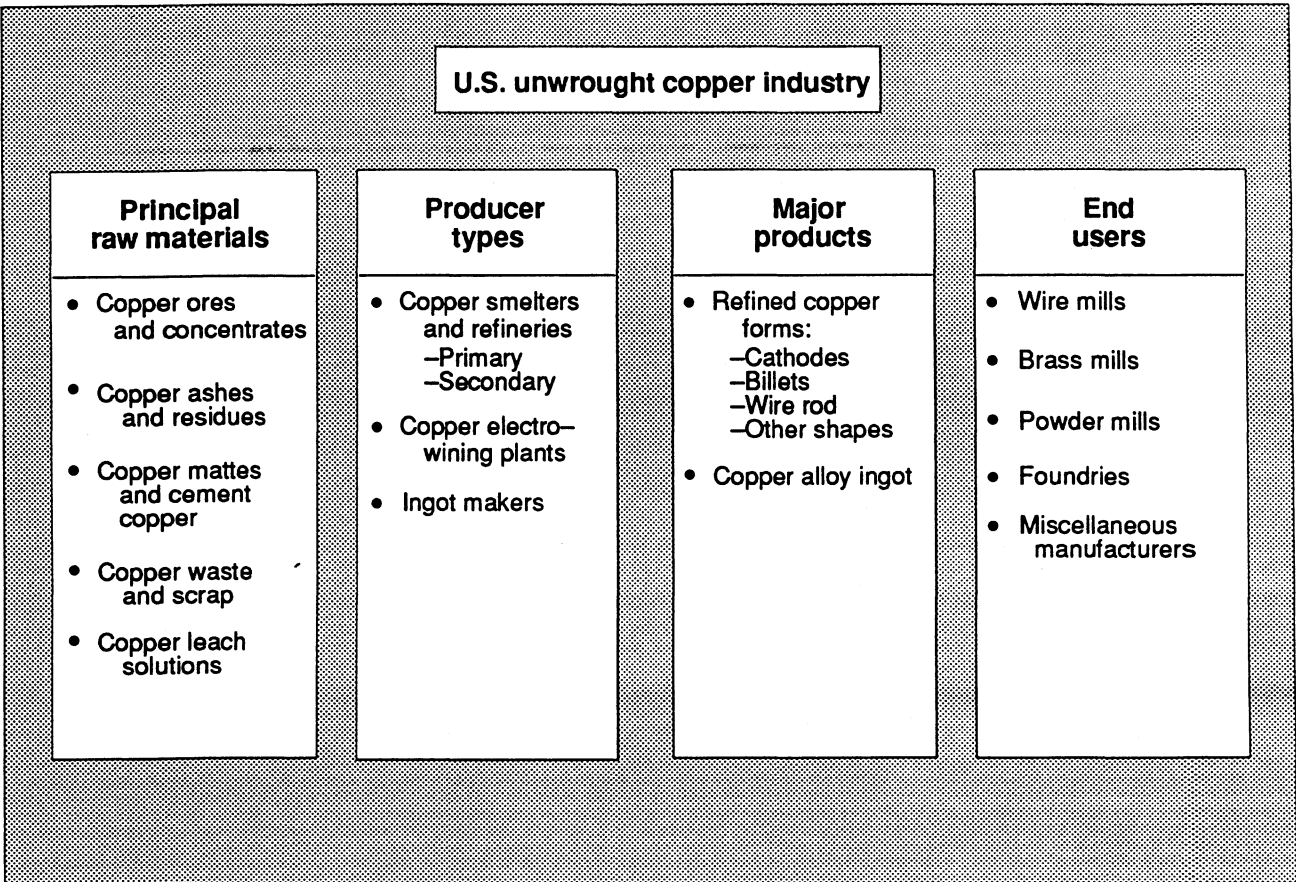 U.S. unwrought copper industry
Principal
raw materials
• Copper ores
and concentrates
• Copper ashes
and residues
• Copper mattes
and cement
copper
• Copper waste
and scrap
• Copper leach
solutions
Producer
types
• Copper smelters
and refineries
–Primary
–Secondary
• Copper electro–
wining plants
• Ingot makers
Major
products
• Refined copper
forms:
–Cathodes
–Billets
–Wire rod
–Other shapes
• Copper alloy ingot
End
users
• Wire mills
• Brass mills
• Powder mills
• Foundries
• Miscellaneous
manufacturers